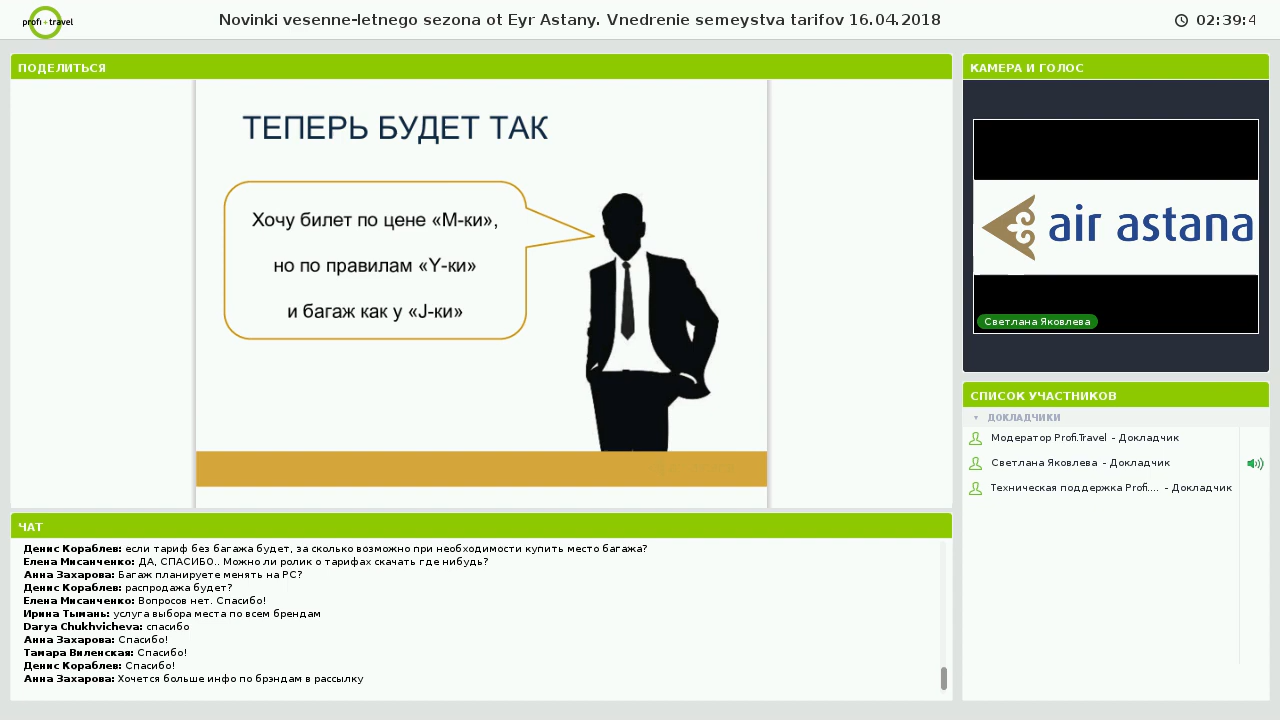 profi+travel
Novinki vesenne-letnego sezona ot Eyr Astany. Vnedrenie semeystva tarifov 16.04.2018
02:39:4
ПОДЕЛИТЬСЯ
ТЕПЕРЬ БУДЕТ ТАК
Хочу билет по цене «М-ки»,
но по правилам «Y-ки»
и багаж как у «J-ки»
КАМЕРА И ГОЛОС
air astana
Светлана Яковлева
СПИСОК УЧАСТНИКОВ
ДОКЛАДЧИКИ
Модератор Profi.Travel - Докладчик
Светлана Яковлева - Докладчик
Техническая поддержка Profi.... - Докладчик
ЧАТ
Денис Кораблев: если тариф без багажа будет, за сколько возможно при необходимости купить место багажа?
Елена Мисанченко: ДА, СПАСИБО.. Можно ли ролик о тарифах скачать где нибудь?
Анна Захарова: Багаж планируете менять на РС?
Денис Кораблев: распродажа будет?
Елена Мисанченко: Вопросов нет. Спасибо!
Ирина Тымань: услуга выбора места по всем брендам
Darya Chukhvicheva: спасибо
Анна Захарова: Спасибо!
Тамара Виленская: Спасибо!
Денис Кораблев: Спасибо!
Анна Захарова: Хочется больше инфо по брэндам в рассылку